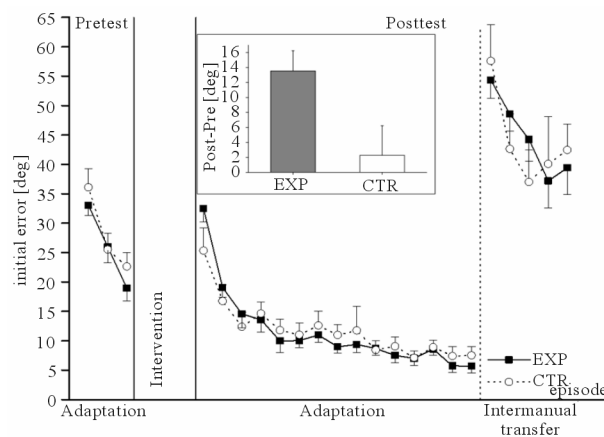 65
60
55
50
45
40
35
30
25
20
15
10
5
0
initial error [deg]
Pretest
Posttest
16
14
12
10
8
6
4
2
0
Post-Pre [deg]
EXP
CTR
Intervention
EXP
CTR
episode
Adaptation
Adaptation
Intermanual
transfer